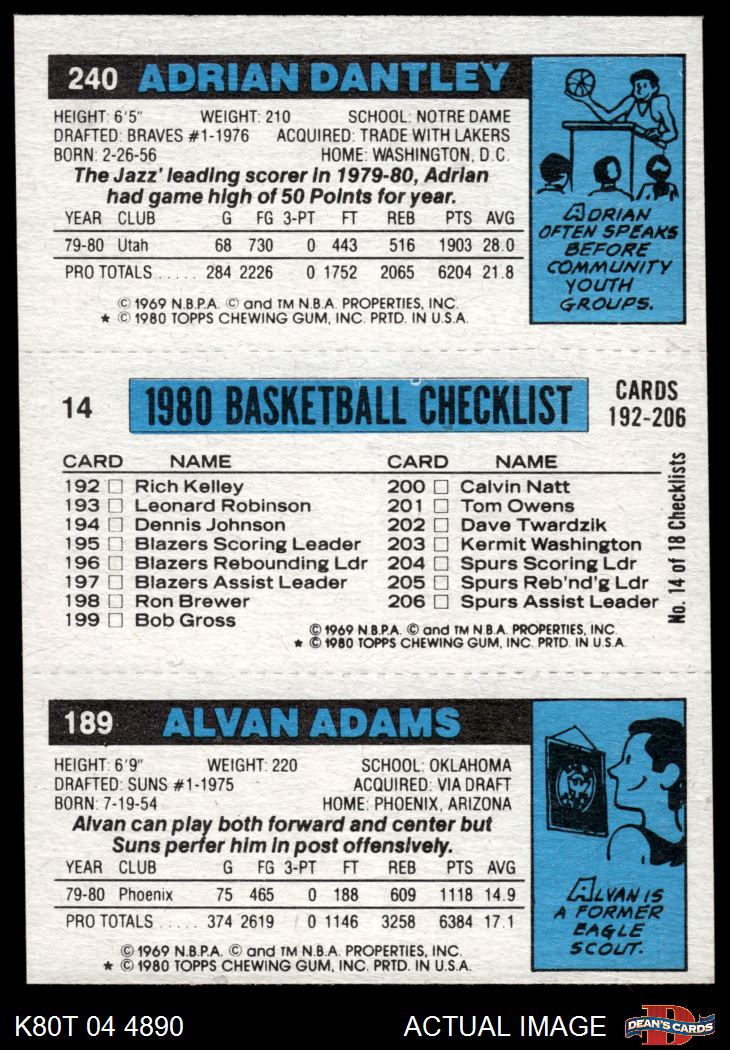 240 ADRIAN DANTLEY
HEIGHT: 6'5" WEIGHT: 210 SCHOOL: NOTRE DAME
DRAFTED: BRAVES #1-1976 ACQUIRED: TRADE WITH LAKERS
BORN: 2-26-56 HOME: WASHINGTON, D.C.
The Jazz' leading scorer in 1979-80, Adrian
had game high of 50 Points for year.
YEAR CLUB G FG 3-PT FT REB PTS AVG
79-80 Utah 68 730 0 443 516 1903 28.0
PRO TOTALS ..... 284 2226 0 1752 2065 6204 21.8
© 1969 N.B.P.A. © and TM N.B.A. PROPERTIES, INC.
★ © 1980 TOPPS CHEWING GUM, INC. PRTD. IN U.S.A.
ADRIAN
OFTEN SPEAKS
BEFORE
COMMUNITY
YOUTH
GROUPS.
14 1980 BASKETBALL CHECKLIST CARDS
192-206
CARD NAME CARD NAME
192 □ Rich Kelley 200 □ Calvin Natt
193 □ Leonard Robinson 201 □ Tom Owens
194 □ Dennis Johnson 202 □ Dave Twardzik
195 □ Blazers Scoring Leader 203 □ Kermit Washington
196 □ Blazers Rebounding Ldr 204 □ Spurs Scoring Ldr
197 □ Blazers Assist Leader 205 □ Spurs Reb'nd'g Ldr
198 □ Ron Brewer 206 □ Spurs Assist Leader
199 □ Bob Gross
No. 14 of 18 Checklists
© 1969 N.B.P.A. © and TM N.B.A. PROPERTIES, INC.
★ © 1980 TOPPS CHEWING GUM, INC. PRTD. IN U.S.A.
189 ALVAN ADAMS
HEIGHT: 6'9" WEIGHT: 220 SCHOOL: OKLAHOMA
DRAFTED: SUNS #1-1975 ACQUIRED: VIA DRAFT
BORN: 7-19-54 HOME: PHOENIX, ARIZONA
Alvan can play both forward and center but
Suns perfer him in post offensively.
YEAR CLUB G FG 3-PT FT REB PTS AVG
79-80 Phoenix 75 465 0 188 609 1118 14.9
PRO TOTALS ..... 374 2619 0 1146 3258 6384 17.1
© 1969 N.B.P.A. © and TM N.B.A. PROPERTIES, INC.
★ © 1980 TOPPS CHEWING GUM, INC. PRTD. IN U.S.A.
ALVAN IS
A FORMER
EAGLE
SCOUT.
K80T 04 4890 ACTUAL IMAGE D DEAN'S CARDS